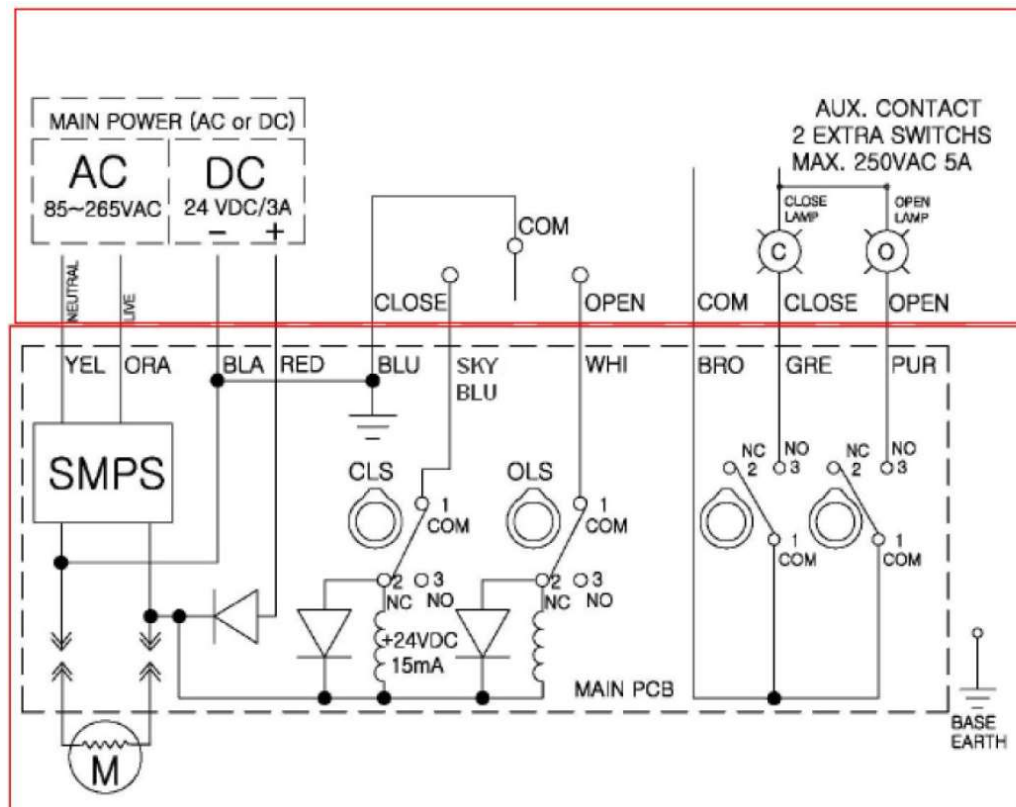 MAIN POWER (AC or DC)
AC
85~265VAC
DC
24 VDC/3A
− +
NEUTRAL
LIVE
COM
CLOSE
OPEN
AUX. CONTACT
2 EXTRA SWITCHS
MAX. 250VAC 5A
CLOSE
LAMP
OPEN
LAMP
C
O
COM
CLOSE
OPEN
YEL
ORA
BLA
RED
BLU
SKY
BLU
WHI
BRO
GRE
PUR
SMPS
CLS
1
COM
2
NC
3
NO
OLS
1
COM
2
NC
3
NO
NC
2
NO
3
1
COM
NC
2
NO
3
1
COM
+24VDC
15mA
MAIN PCB
BASE
EARTH
M